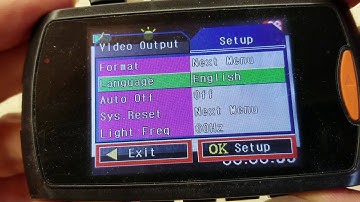 Video Output Setup
Format Next Menu
Language English
Auto Off Off
Sys.Reset Next Menu
Light Freq 60Hz
Exit OK Setup